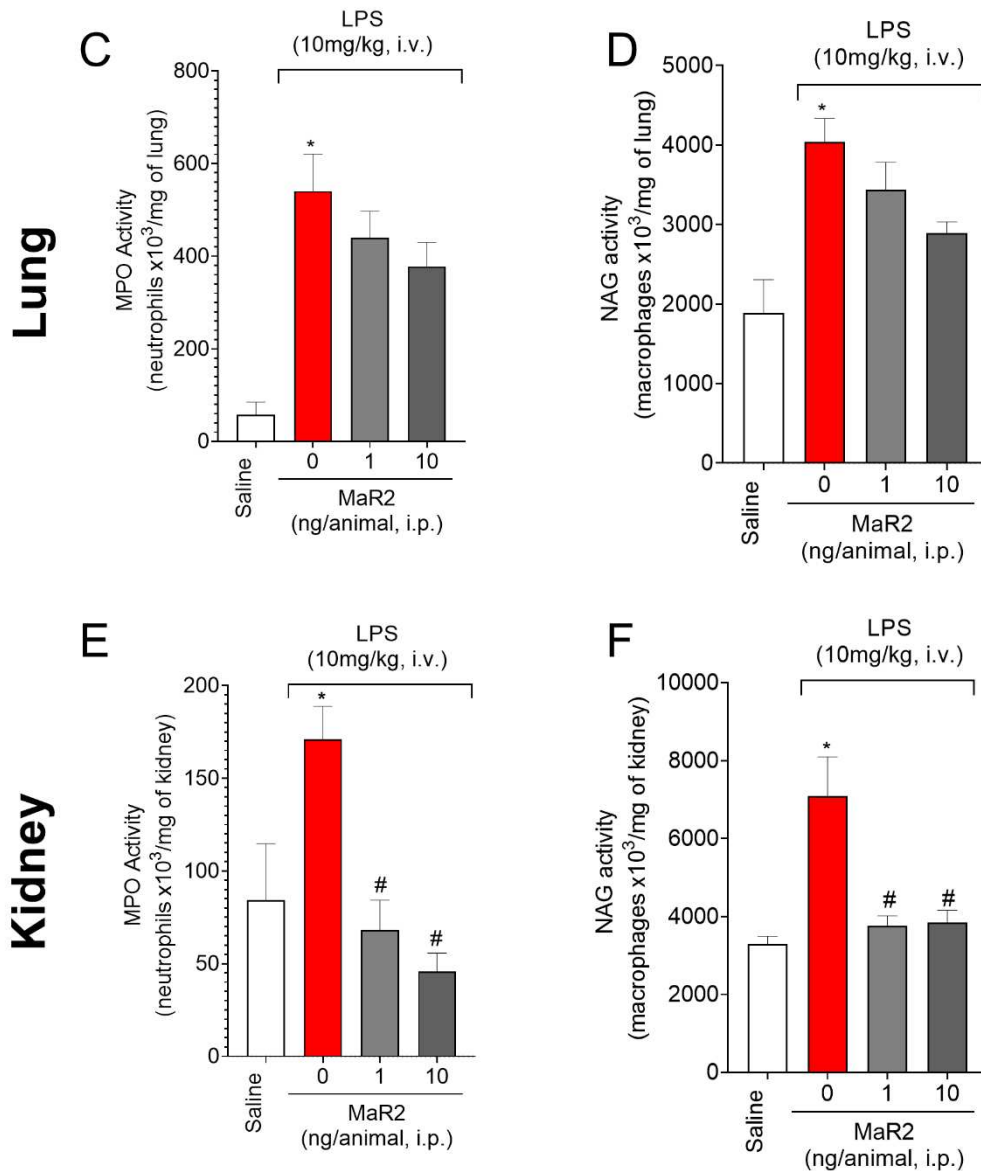 Lung
C
LPS
(10mg/kg, i.v.)
MPO Activity
(neutrophils x10³/mg of lung)
800
600
400
200
0
*
Saline
0 1 10
MaR2
(ng/animal, i.p.)
D
LPS
(10mg/kg, i.v.)
NAG activity
(macrophages x10³/mg of lung)
5000
4000
3000
2000
1000
0
*
Saline
0 1 10
MaR2
(ng/animal, i.p.)
Kidney
E
LPS
(10mg/kg, i.v.)
MPO Activity
(neutrophils x10³/mg of kidney)
200
150
100
50
0
*
#
#
Saline
0 1 10
MaR2
(ng/animal, i.p.)
F
LPS
(10mg/kg, i.v.)
NAG activity
(macrophages x10³/mg of kidney)
10000
8000
6000
4000
2000
0
*
# #
Saline
0 1 10
MaR2
(ng/animal, i.p.)